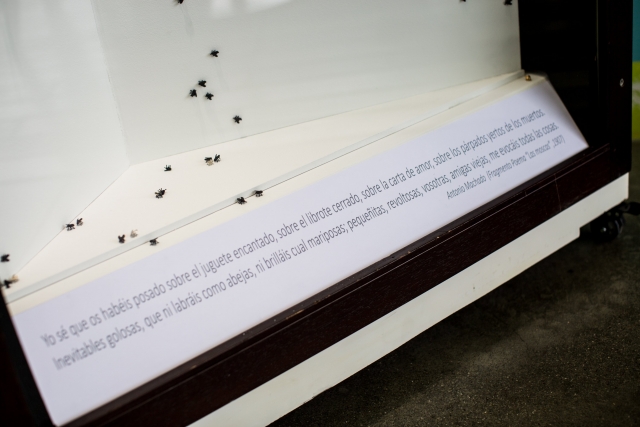 Yo sé que os habéis posado sobre el juguete encantado, sobre el librote cerrado, sobre la carta de amor, sobre los párpados yertos de los muertos.
Inevitables golosas, que ni labráis como abejas, ni brilláis cual mariposas; pequeñitas, revoltosas, vosotras, amigas viejas, me evocáis todas las cosas.
Antonio Machado (Fragmento Poema "Las moscas", 1907)